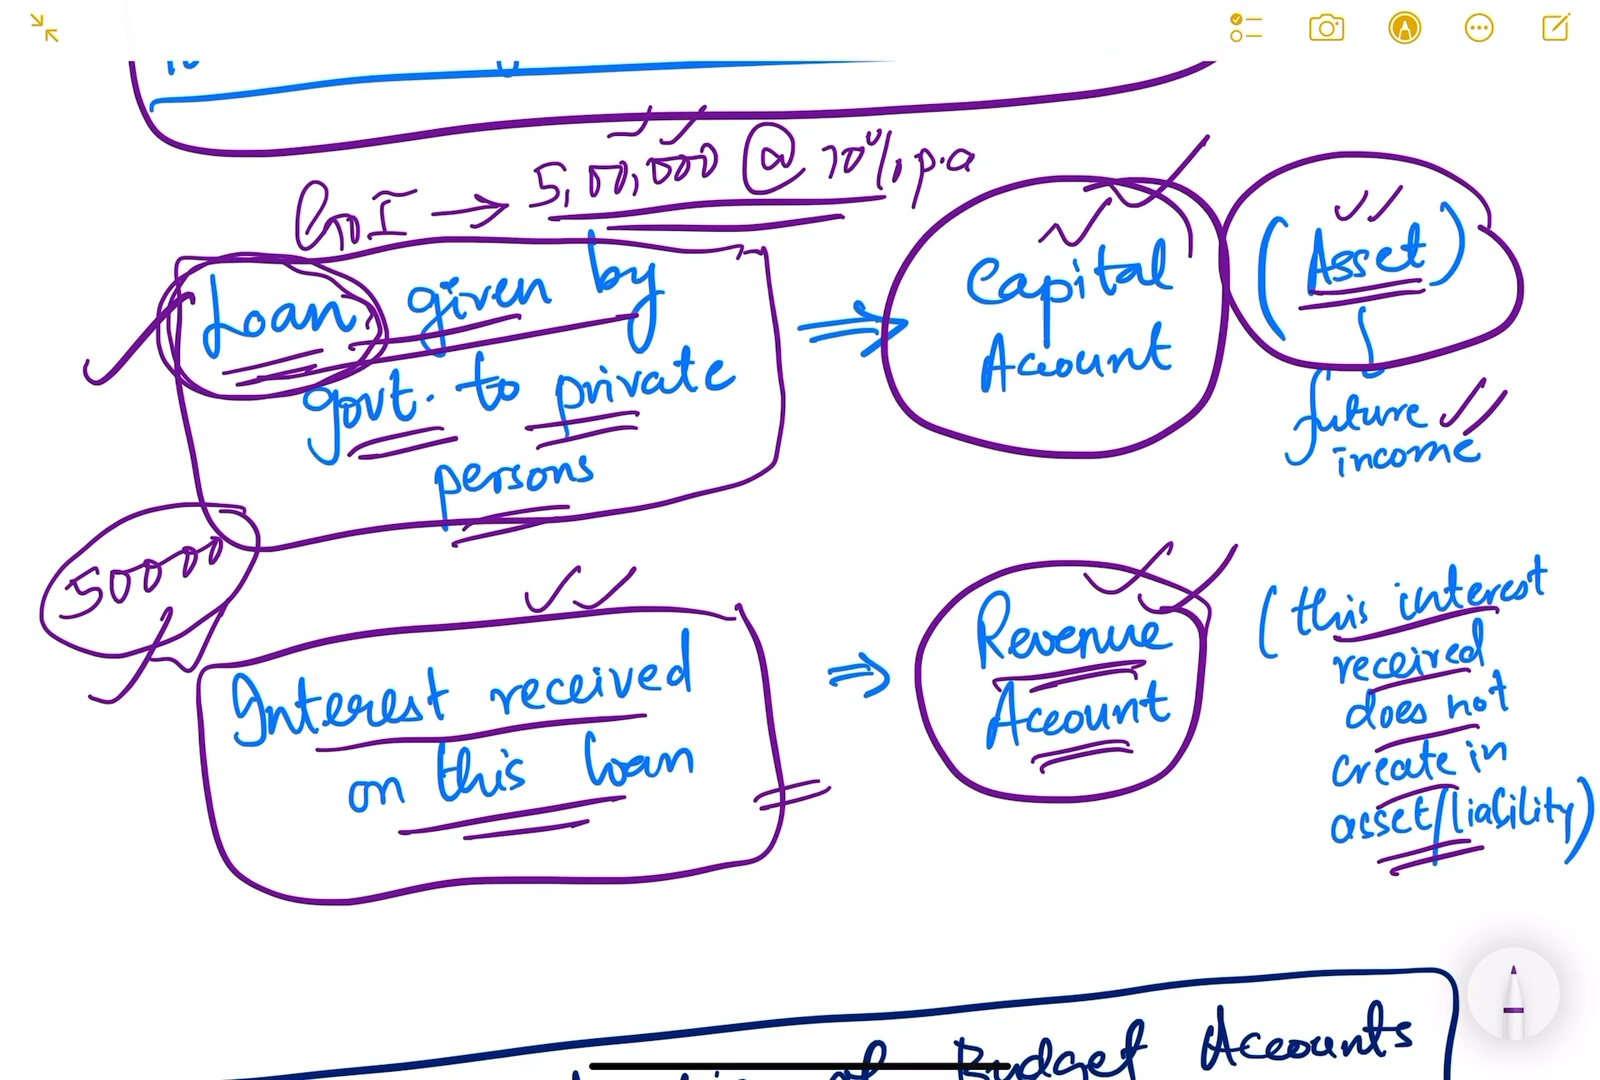 GoI → 5,00,000 @ 10% p.a
Loan given by
govt. to private
persons
⇒
Capital
Account
(Asset)
future
income
50000
Interest received
on this loan
⇒
Revenue
Account
(this interest
received
does not
create in
asset/liability)
of Budget Accounts